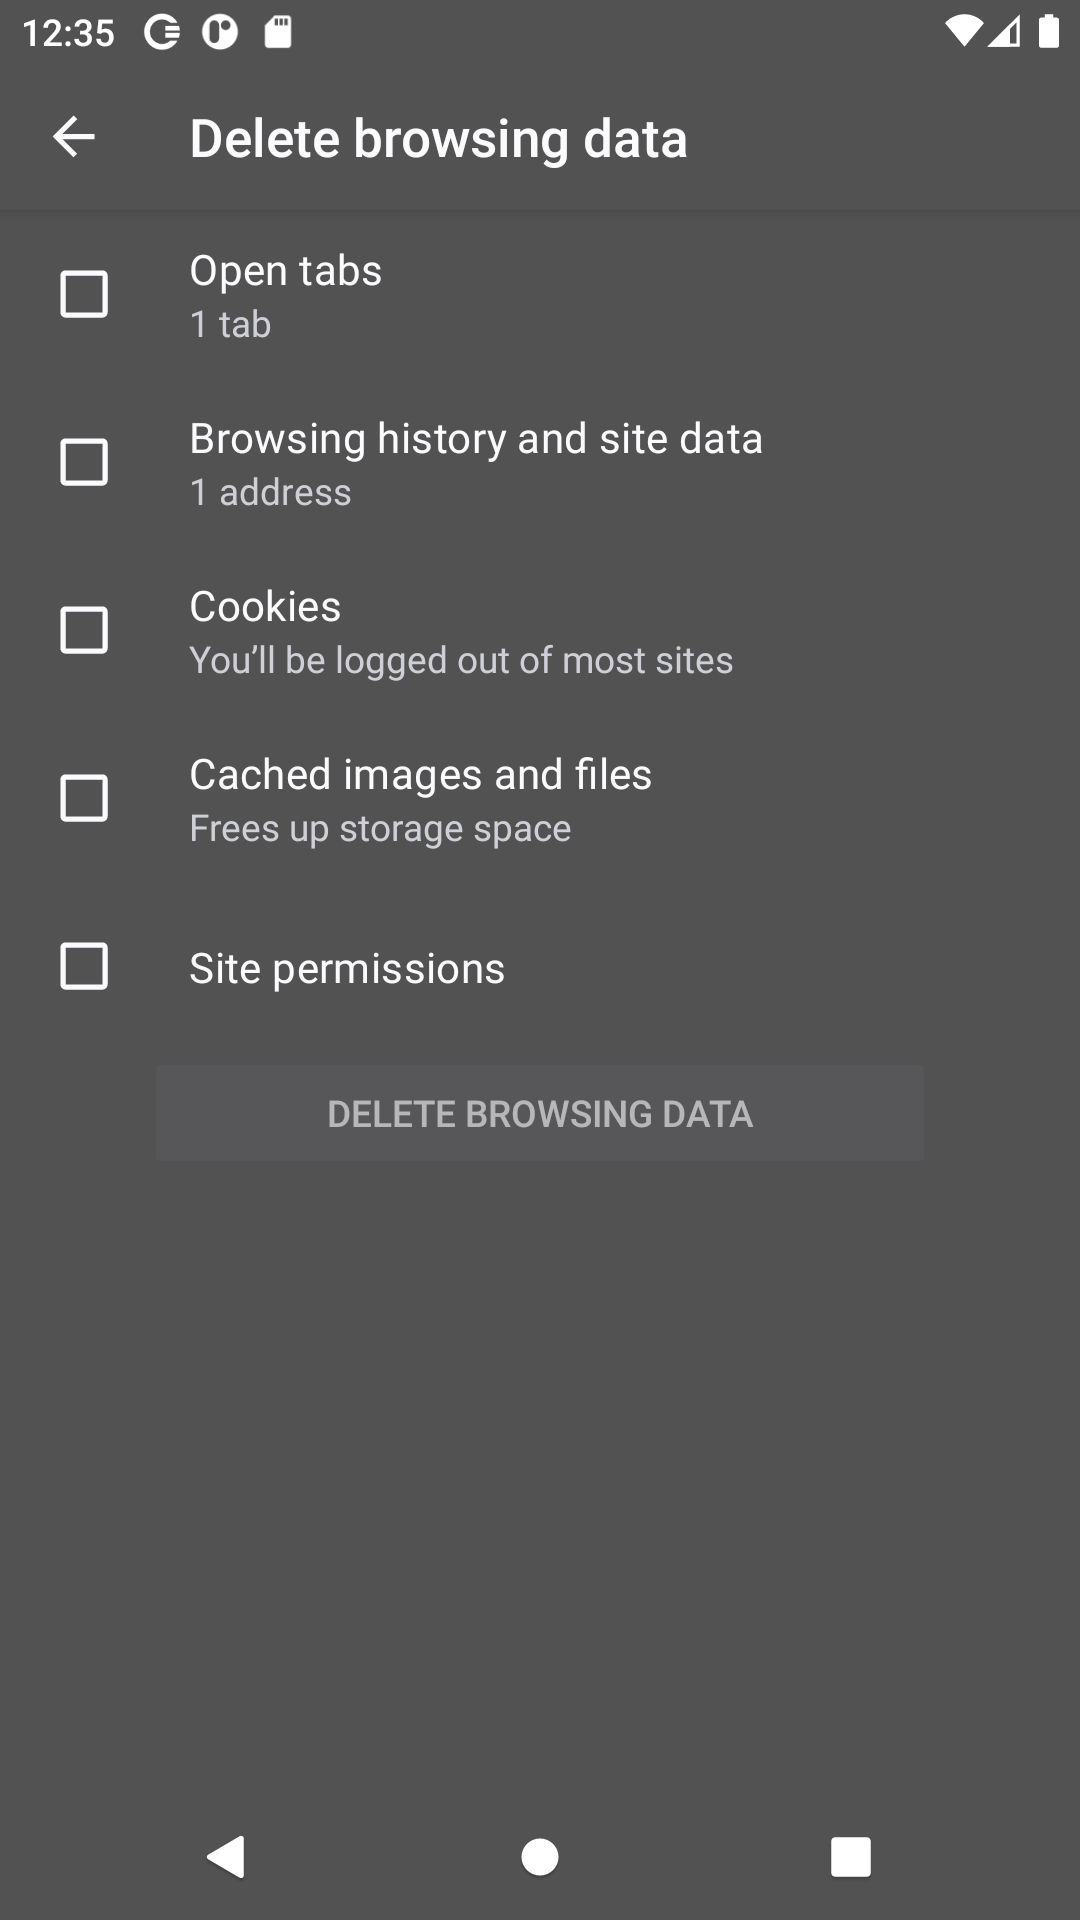 12:35
Delete browsing data
Open tabs
1 tab
Browsing history and site data
1 address
Cookies
You’ll be logged out of most sites
Cached images and files
Frees up storage space
Site permissions
DELETE BROWSING DATA